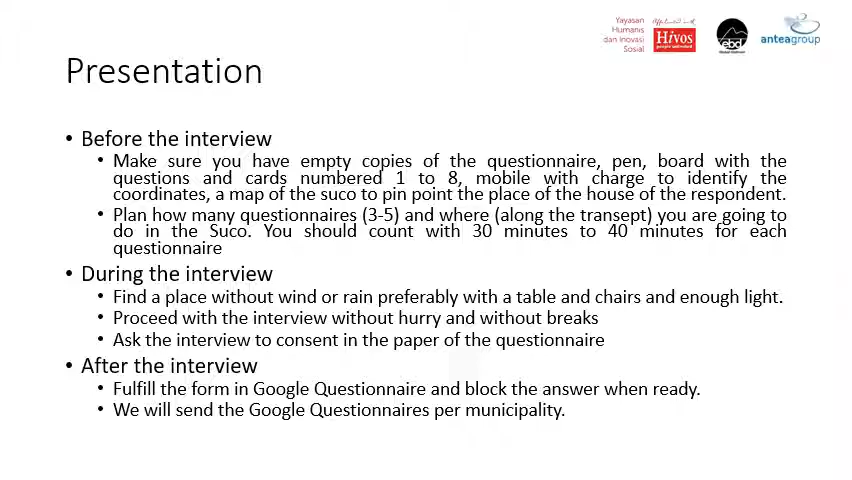 Yayasan
Humanis
dan Inovasi
Sosial
Hivos
people unlimited
ebd
anteagroup
Presentation
• Before the interview
• Make sure you have empty copies of the questionnaire, pen, board with the
questions and cards numbered 1 to 8, mobile with charge to identify the
coordinates, a map of the suco to pin point the place of the house of the respondent.
• Plan how many questionnaires (3-5) and where (along the transept) you are going to
do in the Suco. You should count with 30 minutes to 40 minutes for each
questionnaire
• During the interview
• Find a place without wind or rain preferably with a table and chairs and enough light.
• Proceed with the interview without hurry and without breaks
• Ask the interview to consent in the paper of the questionnaire
• After the interview
• Fulfill the form in Google Questionnaire and block the answer when ready.
• We will send the Google Questionnaires per municipality.